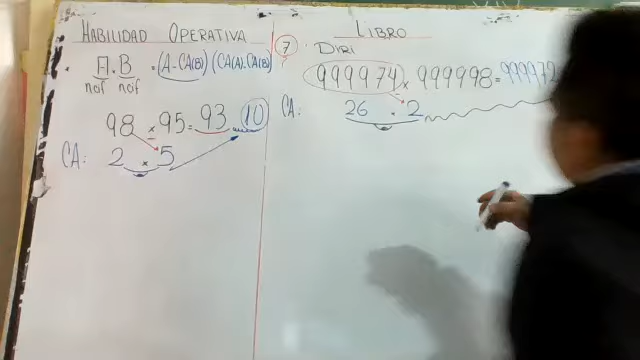 HABILIDAD OPERATIVA
A . B = (A - CA(B)) (CA(A) . CA(B))
nof nof
98 x 95 = 93 10
CA: 2 x 5
LIBRO
7 DIRI
999974 x 999998 = 999972
CA: 26 . 2